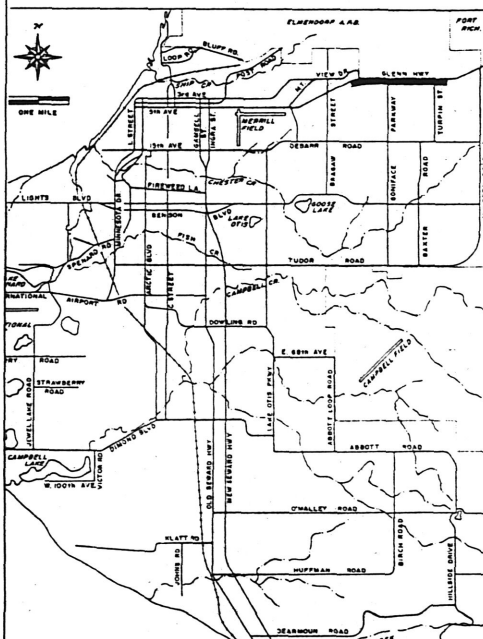 N
ELMENDORF A.F.B.
FORT
RICH.
LOOP RD
BLUFF RD.
POST ROAD
SHIP CR
3RD AVE
MT. VIEW DR
GLENN HWY
ONE MILE
5TH AVE
L STREET
GAMBELL ST
INGRA ST.
MERRILL
FIELD
BRAGAW
STREET
BONIFACE
PARKWAY
TURPIN ST.
15TH AVE
DEBARR ROAD
CHESTER CR
FIREWEED LA.
LIGHTS BLVD
BENSON BLVD
LAKE
OTIS
GOOSE
LAKE
BAXTER
ROAD
MINNESOTA DR
SPENARD RD
FISH
CR
TUDOR ROAD
ARCTIC BLVD
C STREET
AIRPORT RD
CAMPBELL CR.
DOWLING RD
E. 68TH AVE
CAMPBELL FIELD
ROAD
STRAWBERRY
ROAD
JEWEL LAKE ROAD
LAKE OTIS PKWY
ABBOTT LOOP ROAD
DIMOND BLVD
ABBOTT ROAD
CAMPBELL
LAKE
W. 100TH AVE
VICTOR RD
OLD SEWARD HWY
NEW SEWARD HWY
O'MALLEY ROAD
BIRCH ROAD
HILLSIDE DRIVE
KLATT RD
JOHNS RD
HUFFMAN ROAD
DEARMOUN ROAD